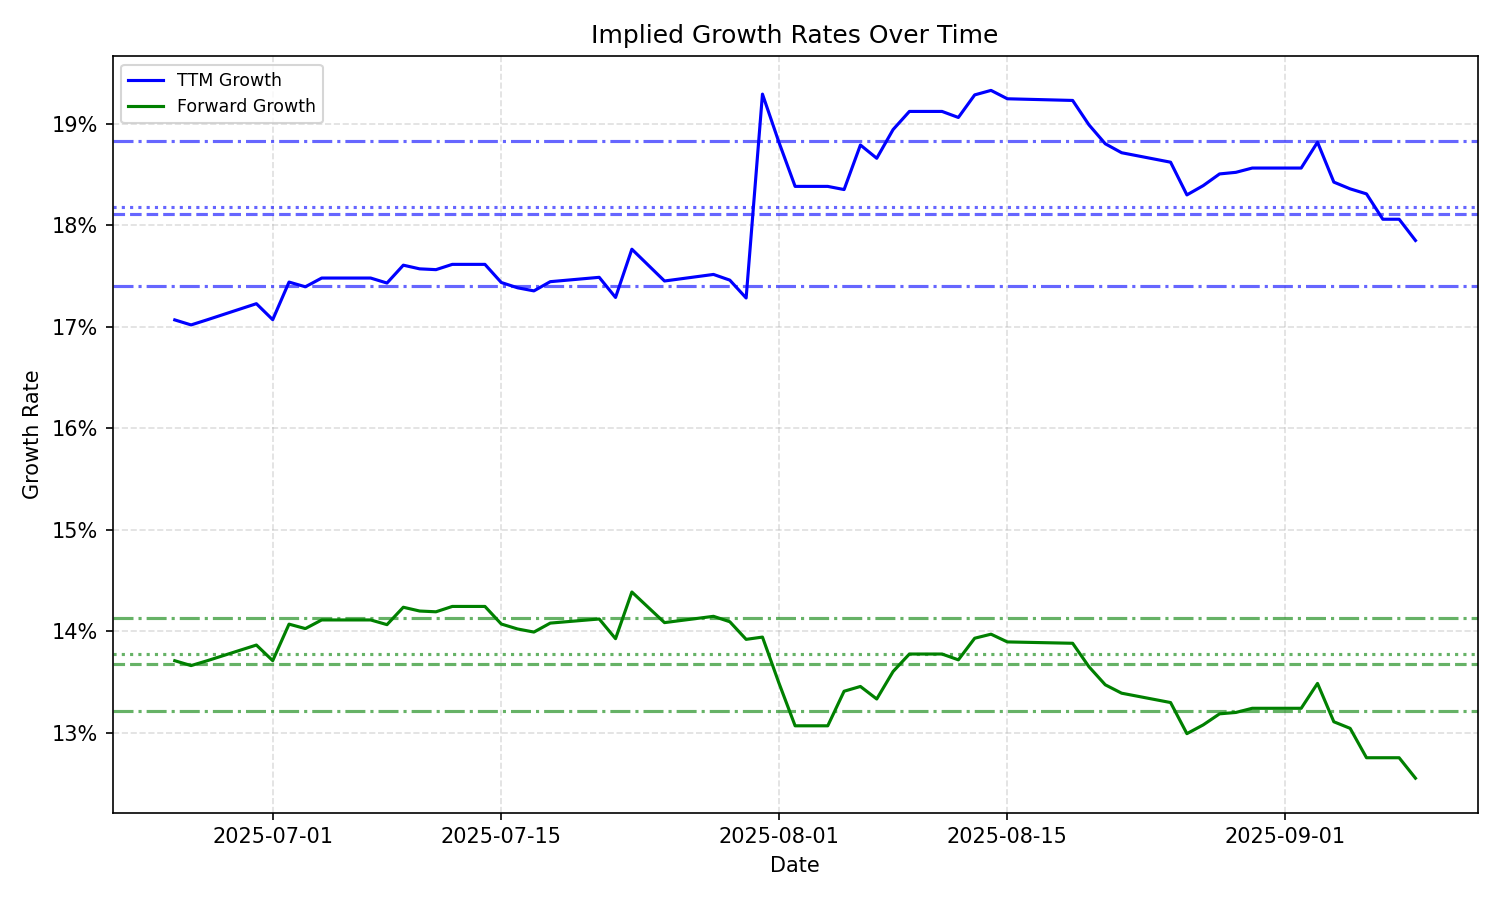 Implied Growth Rates Over Time
TTM Growth
Forward Growth
19%
18%
17%
16%
15%
14%
13%
Growth Rate
2025-07-01
2025-07-15
2025-08-01
2025-08-15
2025-09-01
Date